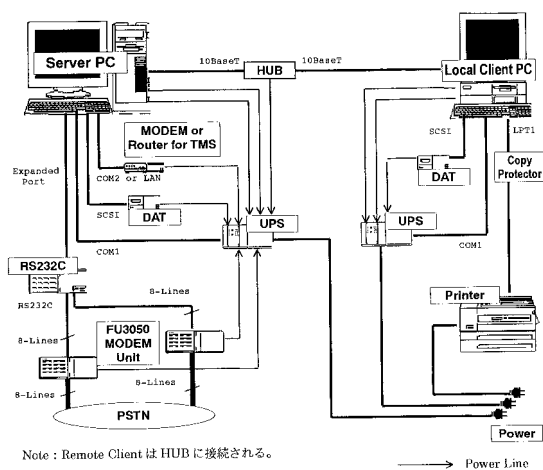 Server PC
10BaseT
HUB
10BaseT
Local Client PC
MODEM or
Router for TMS
SCSI
LPT1
Expanded
Port
COM2 or LAN
Copy
Protector
DAT
SCSI
DAT
UPS
UPS
COM1
COM1
RS232C
RS232C
8-Lines
Printer
8-Lines
FU3050
MODEM
Unit
8-Lines
8-Lines
PSTN
Power
Note : Remote Client は HUB に接続される。
Power Line